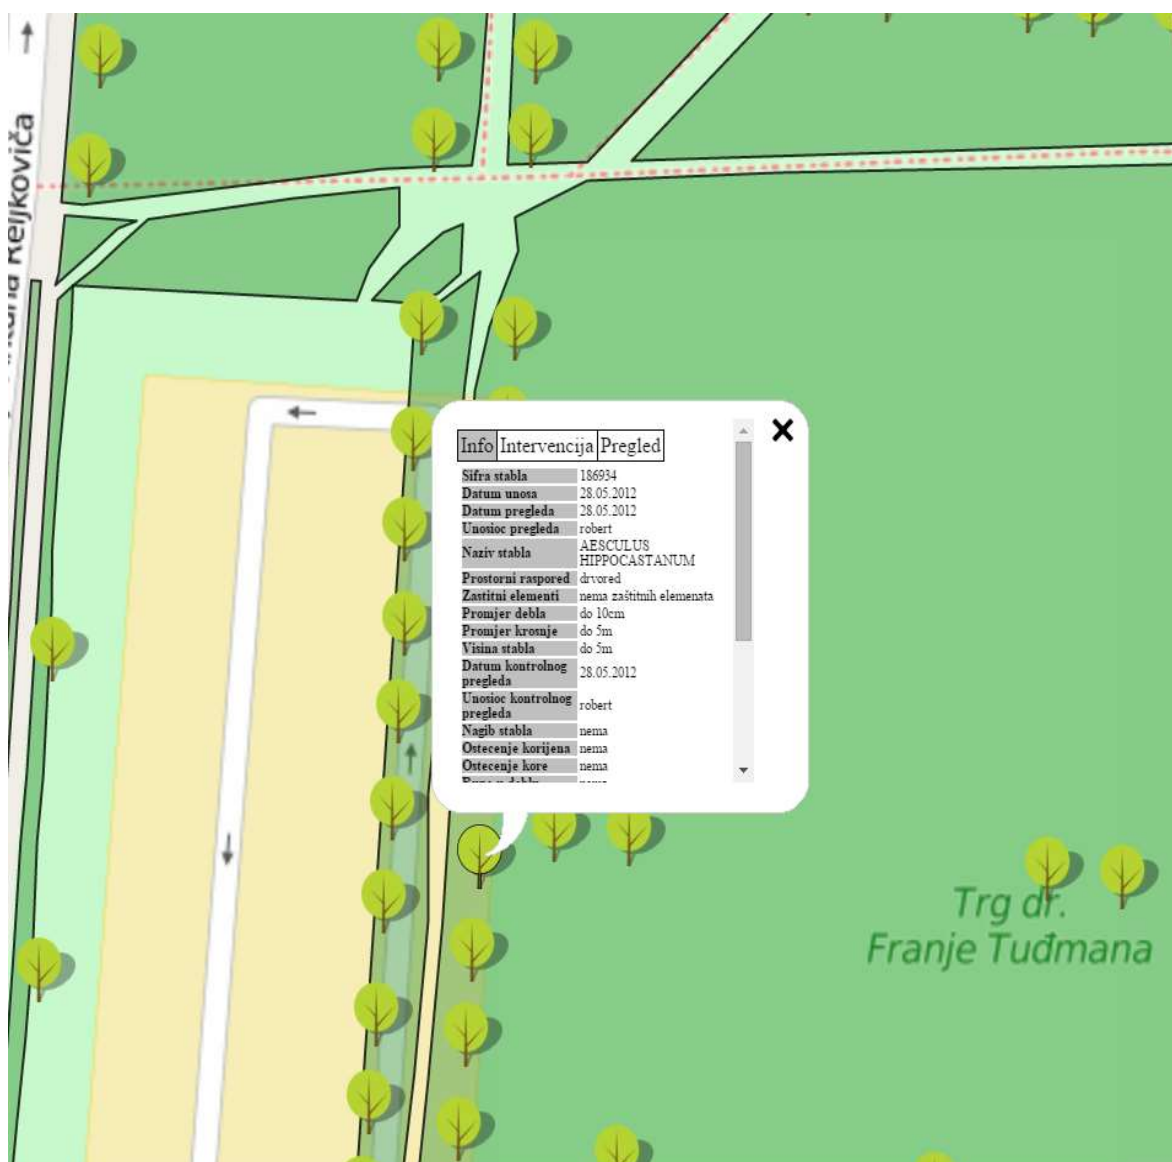 Reljkoviča
Info Intervencija Pregled
Sifra stabla 186934
Datum unosa 28.05.2012
Datum pregleda 28.05.2012
Unosioc pregleda robert
Naziv stabla AESCULUS
HIPPOCASTANUM
Prostorni raspored drvored
Zastitni elementi nema zaštitnih elemenata
Promjer debla do 10cm
Promjer krosnje do 5m
Visina stabla do 5m
Datum kontrolnog
pregleda 28.05.2012
Unosioc kontrolnog
pregleda robert
Nagib stabla nema
Ostecenje korijena nema
Ostecenje kore nema
Trg dr.
Franje Tuđmana